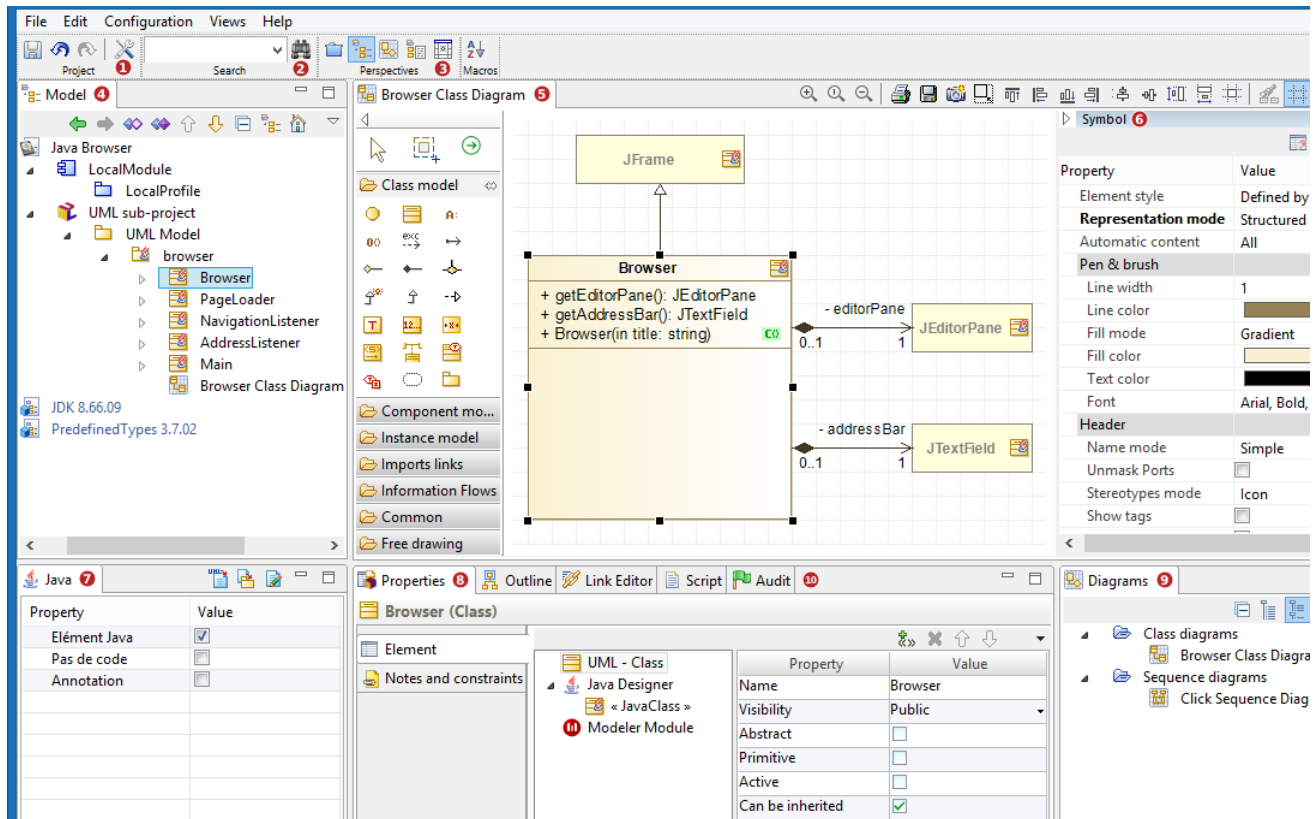 File Edit Configuration Views Help
Project 1 Search 2 Perspectives 3 Macros
Model 4
Java Browser
LocalModule
LocalProfile
UML sub-project
UML Model
browser
Browser
PageLoader
NavigationListener
AddressListener
Main
Browser Class Diagram
JDK 8.66.09
PredefinedTypes 3.7.02
Browser Class Diagram 5
Class model
Component mo...
Instance model
Imports links
Information Flows
Common
Free drawing
JFrame
Browser
+ getEditorPane(): JEditorPane
+ getAddressBar(): JTextField
+ Browser(in title: string)
- editorPane
0..1 1
JEditorPane
- addressBar
0..1 1
JTextField
Symbol 6
Property Value
Element style Defined by
Representation mode Structured
Automatic content All
Pen & brush
Line width 1
Line color
Fill mode Gradient
Fill color
Text color
Font Arial, Bold,
Header
Name mode Simple
Unmask Ports
Stereotypes mode Icon
Show tags
Java 7
Property Value
Elément Java
Pas de code
Annotation
Properties 8 Outline Link Editor Script Audit 10
Browser (Class)
Element
Notes and constraints
UML - Class
Java Designer
« JavaClass »
Modeler Module
Property Value
Name Browser
Visibility Public
Abstract
Primitive
Active
Can be inherited
Diagrams 9
Class diagrams
Browser Class Diagra
Sequence diagrams
Click Sequence Diag